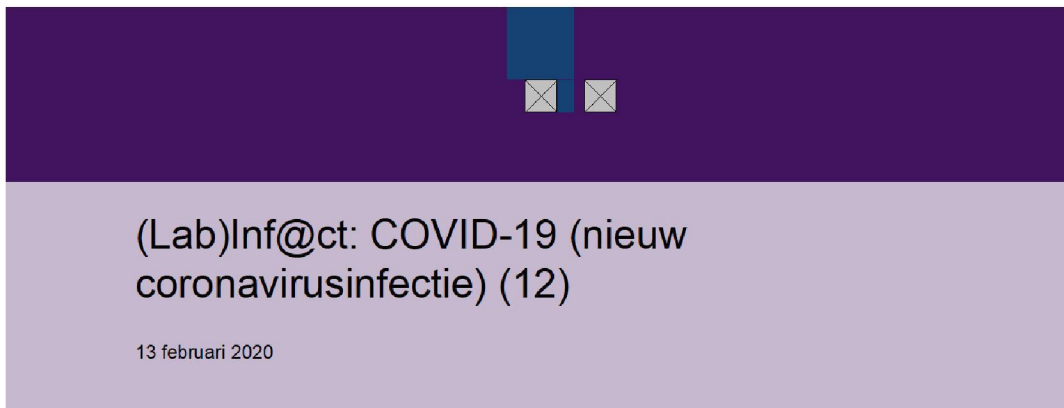 (Lab)Inf@ct: COVID-19 (nieuw
coronavirusinfectie) (12)
13 februari 2020